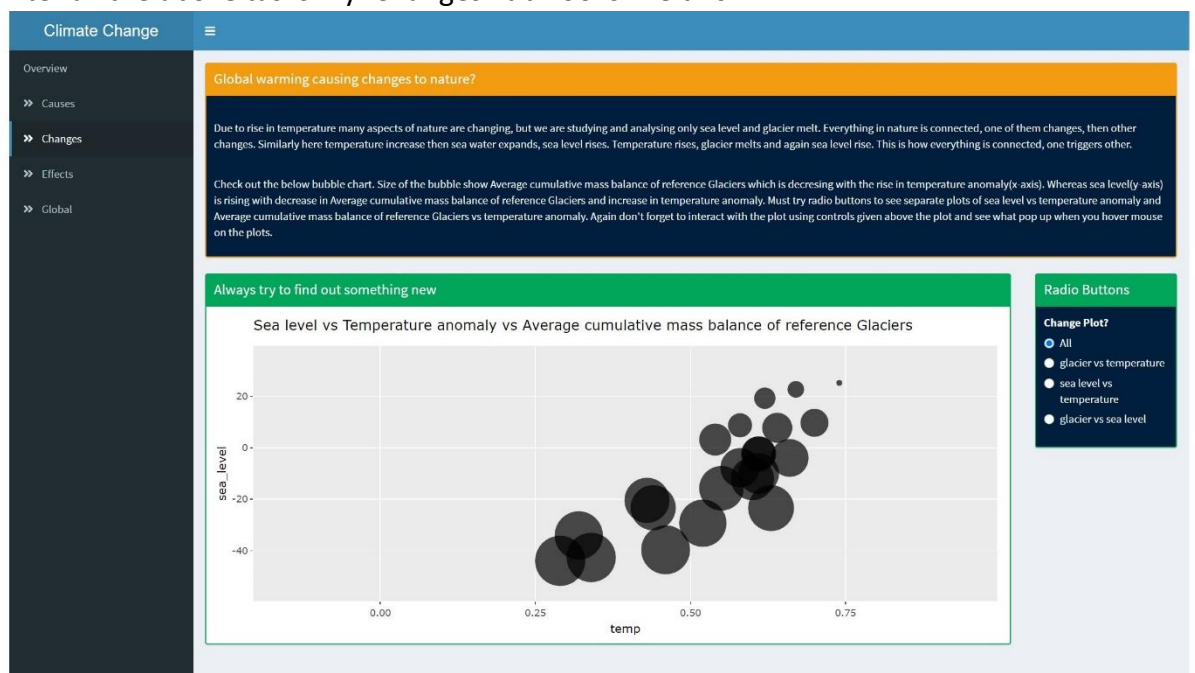 Climate Change
Overview
Causes
Changes
Effects
Global
Global warming causing changes to nature?
Due to rise in temperature many aspects of nature are changing, but we are studying and analysing only sea level and glacier melt. Everything in nature is connected, one of them changes, then other
changes. Similarly here temperature increase then sea water expands, sea level rises. Temperature rises, glacier melts and again sea level rise. This is how everything is connected, one triggers other.
Check out the below bubble chart. Size of the bubble show Average cumulative mass balance of reference Glaciers which is decresing with the rise in temperature anomaly(x-axis). Whereas sea level(y-axis)
is rising with decrease in Average cumulative mass balance of reference Glaciers and increase in temperature anomaly. Must try radio buttons to see separate plots of sea level vs temperature anomaly and
Average cumulative mass balance of reference Glaciers vs temperature anomaly. Again don't forget to interact with the plot using controls given above the plot and see what pop up when you hover mouse
on the plots.
Always try to find out something new
Sea level vs Temperature anomaly vs Average cumulative mass balance of reference Glaciers
20
0
-20
-40
sea_level
0.00 0.25 0.50 0.75
temp
Radio Buttons
Change Plot?
All
glacier vs temperature
sea level vs
temperature
glacier vs sea level